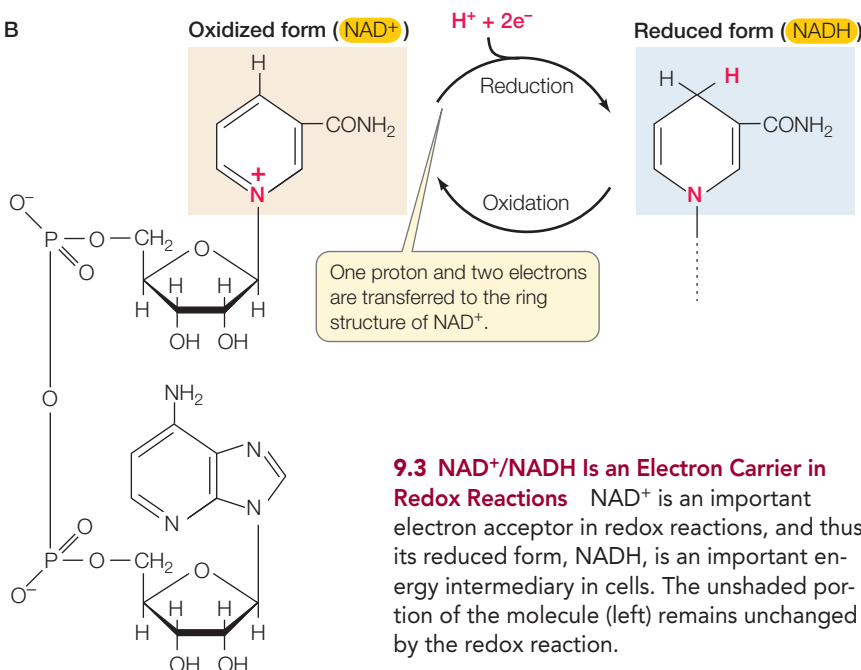 B
Oxidized form (NAD⁺)
H⁺ + 2e⁻
Reduced form (NADH)
H
Reduction
H H
CONH₂
CONH₂
+
N
Oxidation
N
O⁻
P O CH₂
O
O
One proton and two electrons
are transferred to the ring
structure of NAD⁺.
H H
H H
OH OH
O
NH₂
N
N
N
O
P O CH₂
O⁻
O
H H
H H
OH OH
9.3 NAD⁺/NADH Is an Electron Carrier in
Redox Reactions NAD⁺ is an important
electron acceptor in redox reactions, and thus
its reduced form, NADH, is an important en-
ergy intermediary in cells. The unshaded por-
tion of the molecule (left) remains unchanged
by the redox reaction.